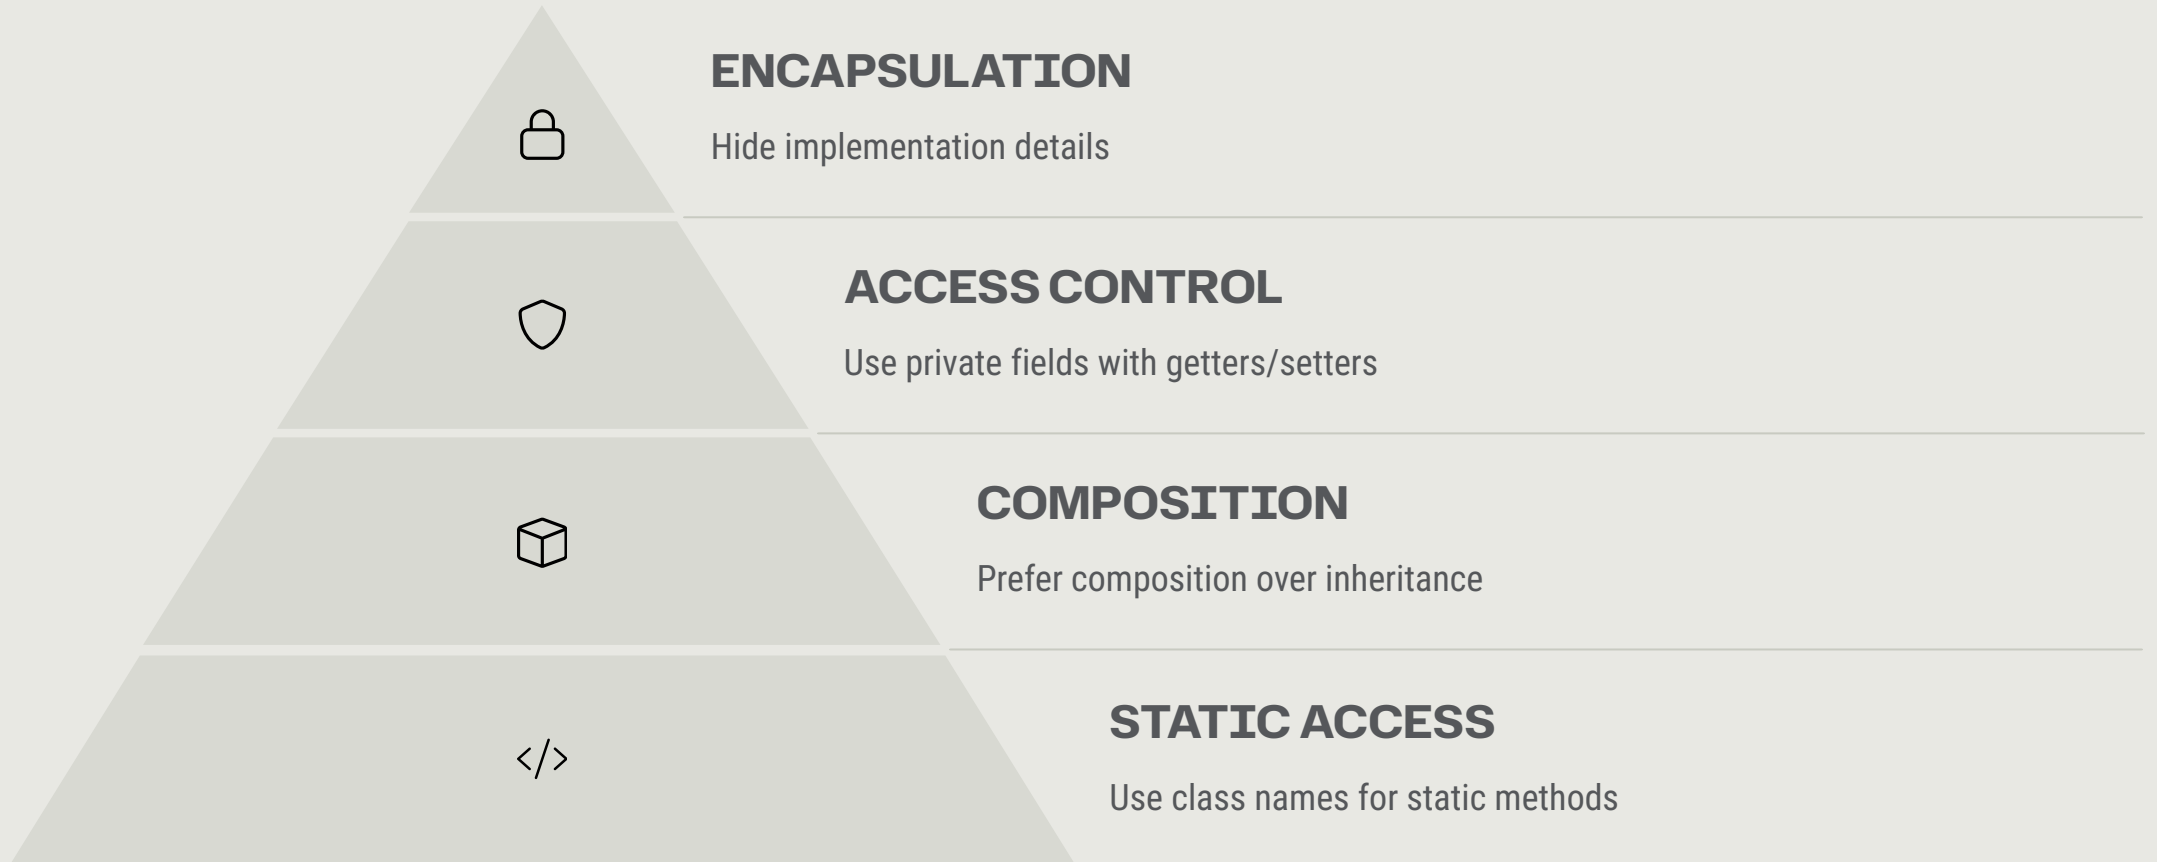 ENCAPSULATION
Hide implementation details
ACCESS CONTROL
Use private fields with getters/setters
COMPOSITION
Prefer composition over inheritance
STATIC ACCESS
Use class names for static methods